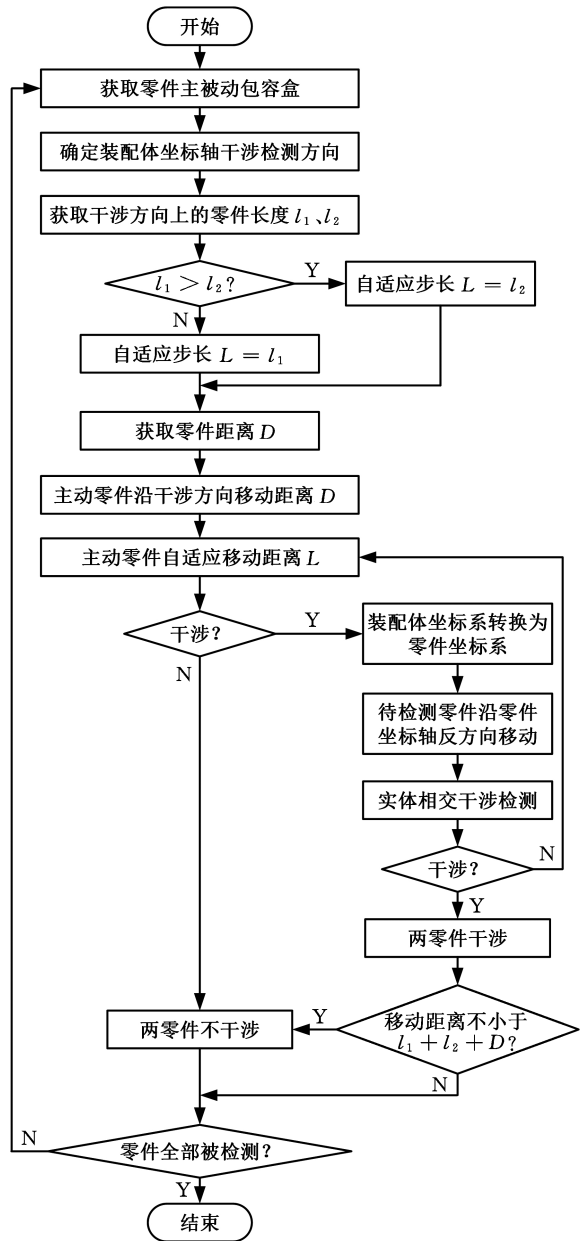 开始
获取零件主被动包容盒
确定装配体坐标轴干涉检测方向
获取干涉方向上的零件长度 l₁、l₂
l₁ > l₂?
Y
自适应步长 L = l₂
N
自适应步长 L = l₁
获取零件距离 D
主动零件沿干涉方向移动距离 D
主动零件自适应移动距离 L
干涉?
Y
装配体坐标系转换为
零件坐标系
N
待检测零件沿零件
坐标轴反方向移动
实体相交干涉检测
干涉?
N
Y
两零件干涉
移动距离不小于
l₁ + l₂ + D?
Y
两零件不干涉
N
零件全部被检测?
N
Y
结束